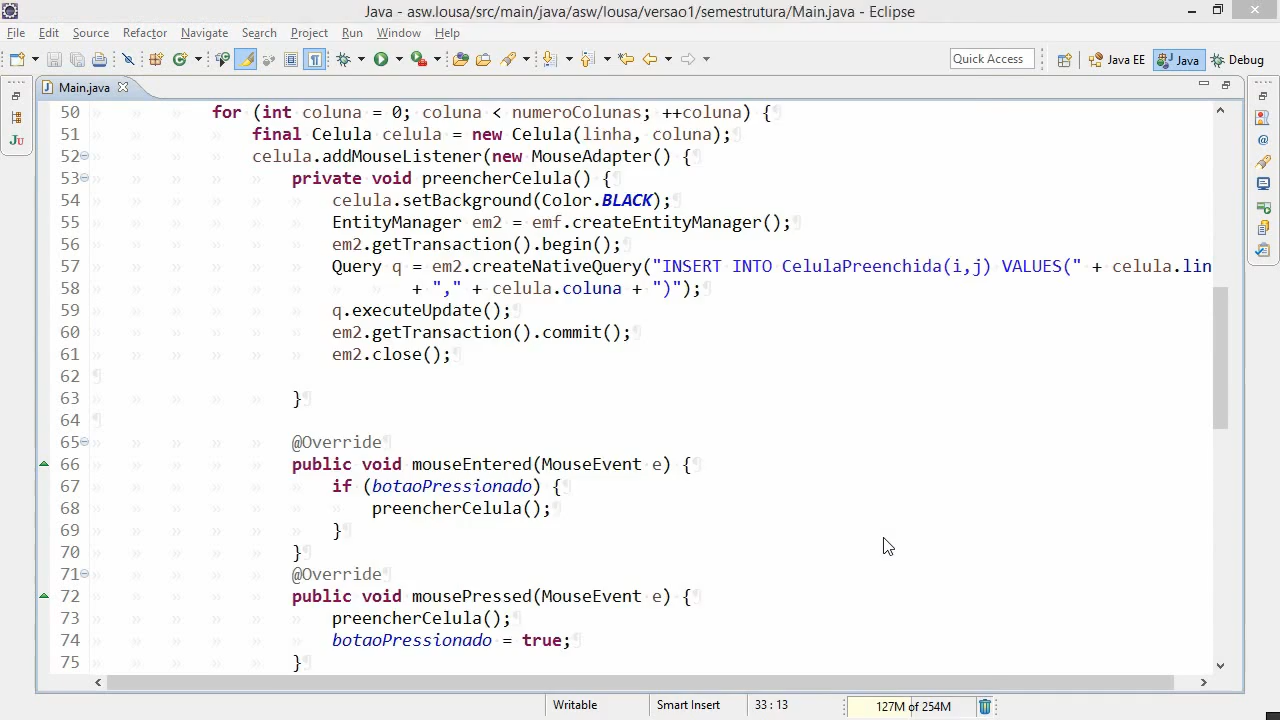 Java - asw.lousa/src/main/java/asw/lousa/versao1/semestrutura/Main.java - Eclipse
File Edit Source Refactor Navigate Search Project Run Window Help
Quick Access Java EE Java Debug
Main.java
50 for (int coluna = 0; coluna < numeroColunas; ++coluna) {
51 final Celula celula = new Celula(linha, coluna);
52 celula.addMouseListener(new MouseAdapter() {
53 private void preencherCelula() {
54 celula.setBackground(Color.BLACK);
55 EntityManager em2 = emf.createEntityManager();
56 em2.getTransaction().begin();
57 Query q = em2.createNativeQuery("INSERT INTO CelulaPreenchida(i,j) VALUES(" + celula.lin
58 + "," + celula.coluna + ")");
59 q.executeUpdate();
60 em2.getTransaction().commit();
61 em2.close();
62
63 }
64
65 @Override
66 public void mouseEntered(MouseEvent e) {
67 if (botaoPressionado) {
68 preencherCelula();
69 }
70 }
71 @Override
72 public void mousePressed(MouseEvent e) {
73 preencherCelula();
74 botaoPressionado = true;
75 }
Writable Smart Insert 33 : 13 127M of 254M